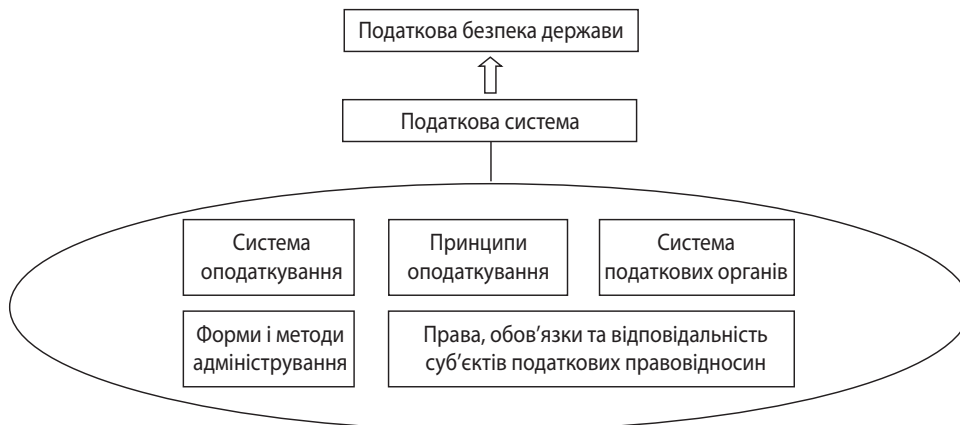 Податкова безпека держави
Податкова система
Система
оподаткування
Принципи
оподаткування
Система
податкових органів
Форми і методи
адміністрування
Права, обов’язки та відповідальність
суб’єктів податкових правовідносин